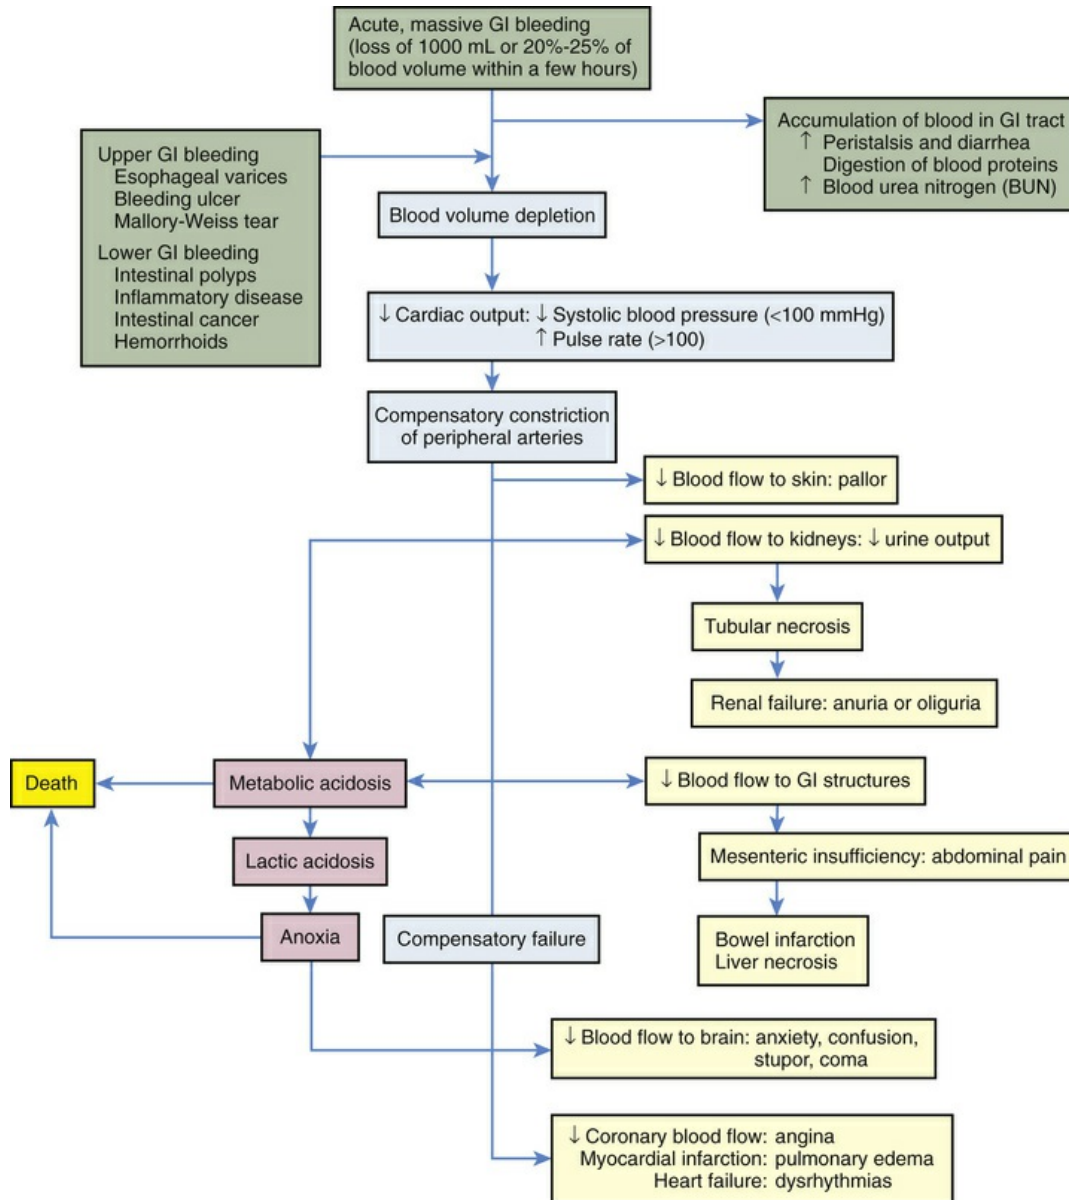 Acute, massive GI bleeding
(loss of 1000 mL or 20%-25% of
blood volume within a few hours)
Accumulation of blood in GI tract
↑ Peristalsis and diarrhea
Digestion of blood proteins
↑ Blood urea nitrogen (BUN)
Upper GI bleeding
Esophageal varices
Bleeding ulcer
Mallory-Weiss tear
Lower GI bleeding
Intestinal polyps
Inflammatory disease
Intestinal cancer
Hemorrhoids
Blood volume depletion
↓ Cardiac output: ↓ Systolic blood pressure (<100 mmHg)
↑ Pulse rate (>100)
Compensatory constriction
of peripheral arteries
↓ Blood flow to skin: pallor
↓ Blood flow to kidneys: ↓ urine output
Tubular necrosis
Renal failure: anuria or oliguria
Death
Metabolic acidosis
↓ Blood flow to GI structures
Lactic acidosis
Mesenteric insufficiency: abdominal pain
Anoxia
Compensatory failure
Bowel infarction
Liver necrosis
↓ Blood flow to brain: anxiety, confusion,
stupor, coma
↓ Coronary blood flow: angina
Myocardial infarction: pulmonary edema
Heart failure: dysrhythmias